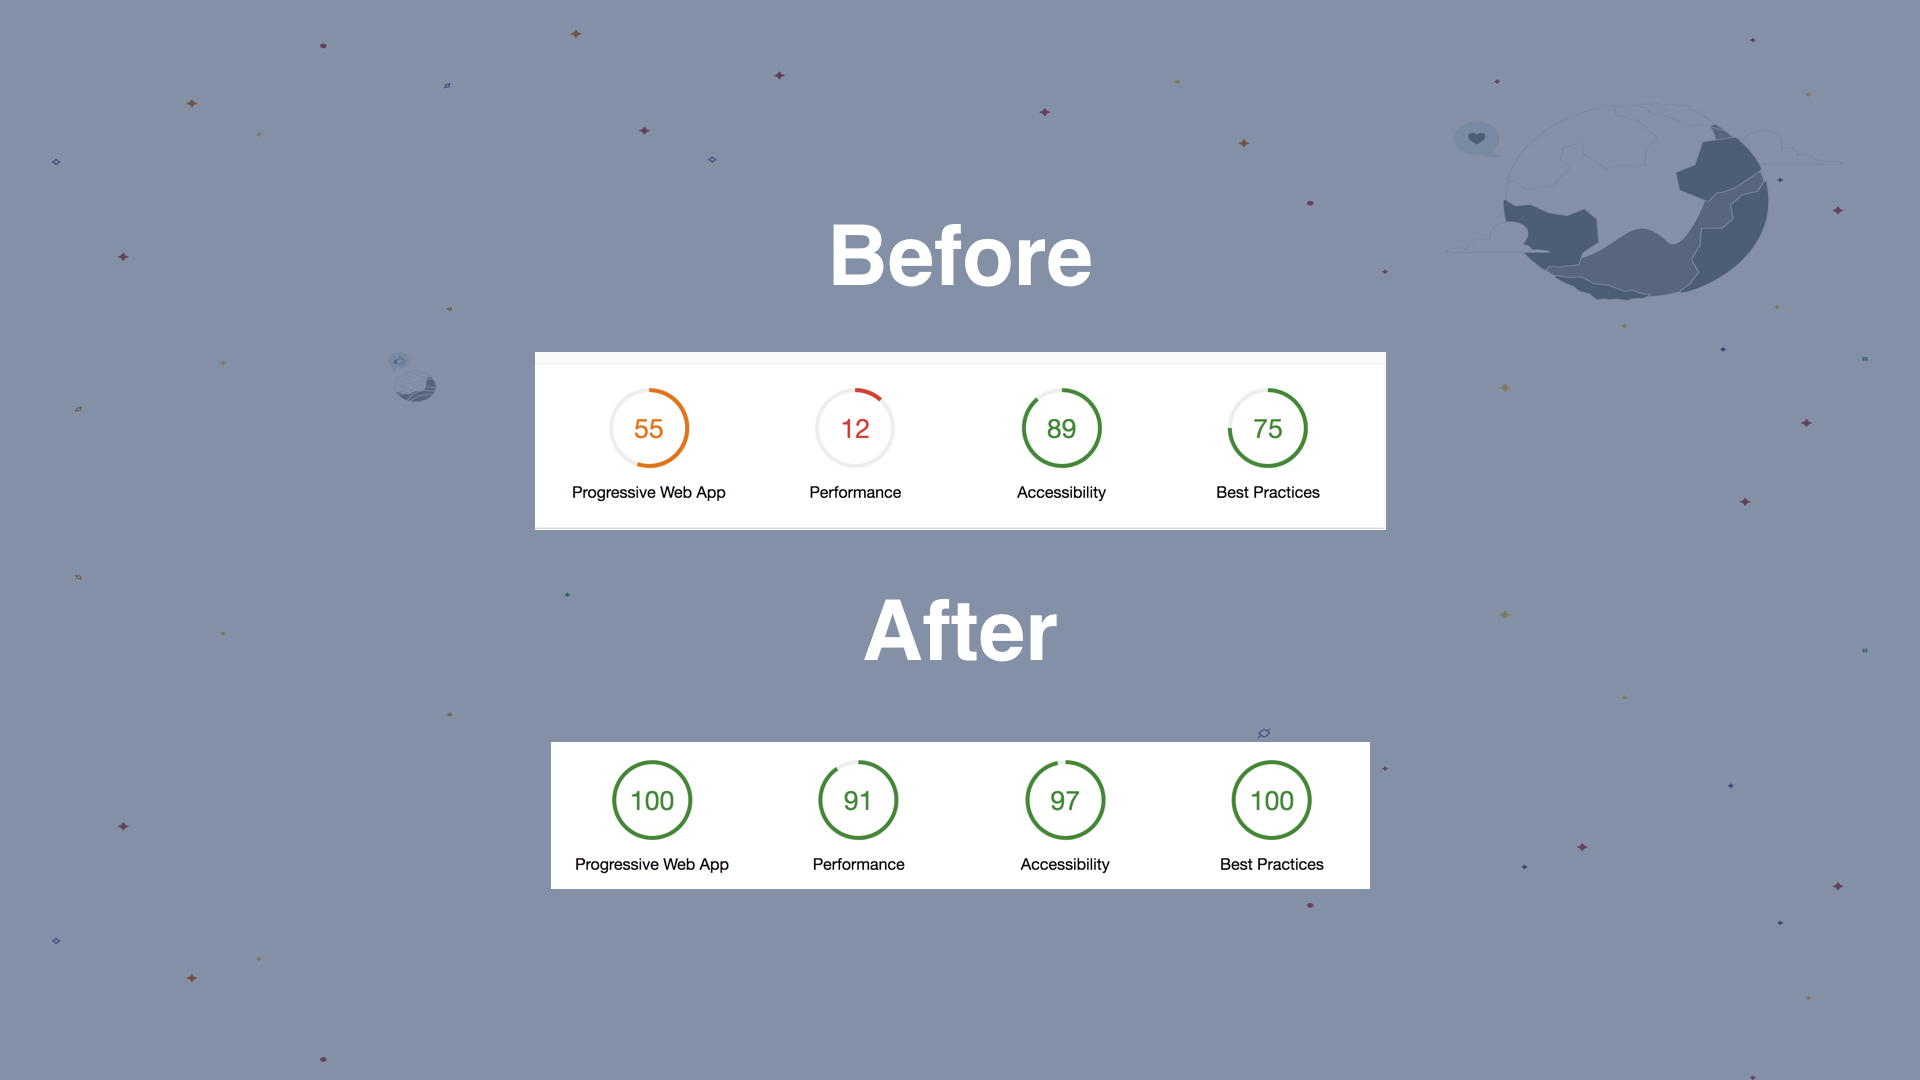 Before
55 12 89 75
Progressive Web App Performance Accessibility Best Practices
After
100 91 97 100
Progressive Web App Performance Accessibility Best Practices